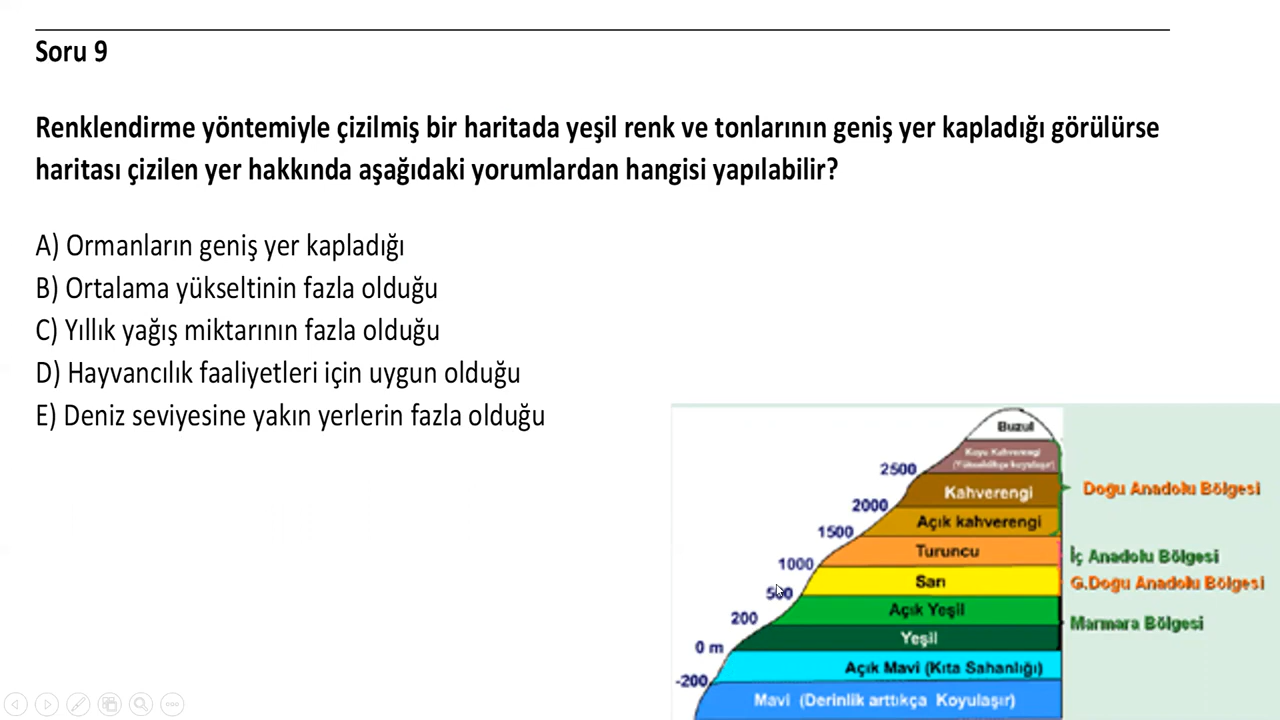 Soru 9
Renklendirme yöntemiyle çizilmiş bir haritada yeşil renk ve tonlarının geniş yer kapladığı görülürse
haritası çizilen yer hakkında aşağıdaki yorumlardan hangisi yapılabilir?
A) Ormanların geniş yer kapladığı
B) Ortalama yükseltinin fazla olduğu
C) Yıllık yağış miktarının fazla olduğu
D) Hayvancılık faaliyetleri için uygun olduğu
E) Deniz seviyesine yakın yerlerin fazla olduğu
Buzul
Koyu Kahverengi
(Yükseldikçe koyulaşır)
2500
Kahverengi
Doğu Anadolu Bölgesi
2000
Açık kahverengi
1500
Turuncu
İç Anadolu Bölgesi
1000
Sarı
G.Doğu Anadolu Bölgesi
500
Açık Yeşil
Marmara Bölgesi
200
Yeşil
0 m
Açık Mavi (Kıta Sahanlığı)
-200
Mavi (Derinlik arttıkça Koyulaşır)